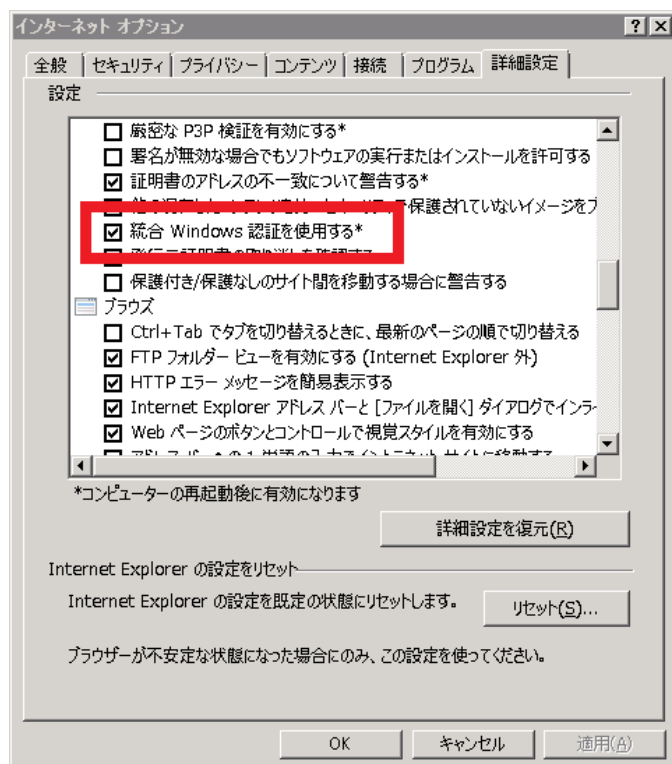 インターネット オプション
全般 セキュリティ プライバシー コンテンツ 接続 プログラム 詳細設定
設定
厳密な P3P 検証を有効にする*
署名が無効な場合でもソフトウェアの実行またはインストールを許可する
証明書のアドレスの不一致について警告する*
保護されていないイメージをブ
統合 Windows 認証を使用する*
保護付き/保護なしのサイト間を移動する場合に警告する
ブラウズ
Ctrl+Tab でタブを切り替えるときに、最新のページの順で切り替える
FTP フォルダー ビューを有効にする (Internet Explorer 外)
HTTP エラー メッセージを簡易表示する
Internet Explorer アドレス バーと [ファイルを開く] ダイアログでインラ
Web ページのボタンとコントロールで視覚スタイルを有効にする
*コンピューターの再起動後に有効になります
詳細設定を復元(R)
Internet Explorer の設定をリセット
Internet Explorer の設定を既定の状態にリセットします。
リセット(S)...
ブラウザーが不安定な状態になった場合にのみ、この設定を使ってください。
OK キャンセル 適用(A)